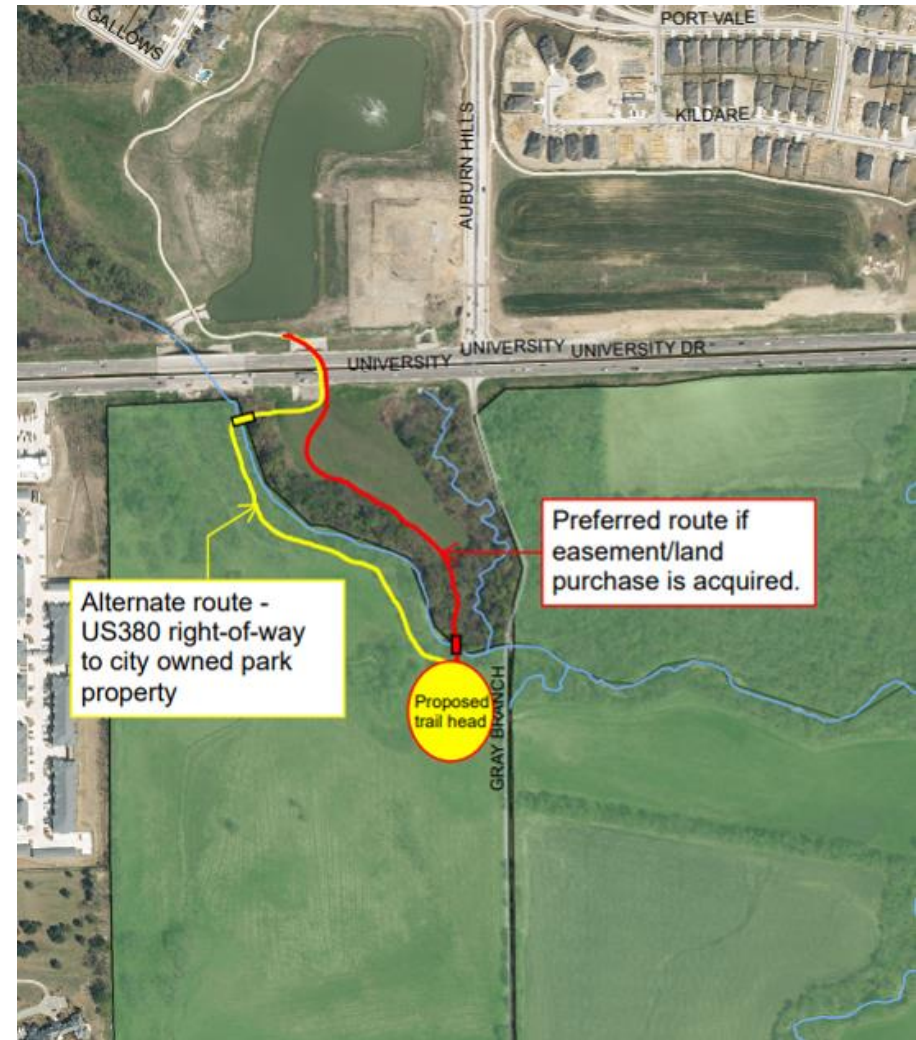 GALLOWS
PORT VALE
KILDARE
AUBURN HILLS
UNIVERSITY
UNIVERSITY
UNIVERSITY DR
Preferred route if
easement/land
purchase is acquired.
Alternate route -
US380 right-of-way
to city owned park
property
Proposed
trail head
GRAY BRANCH